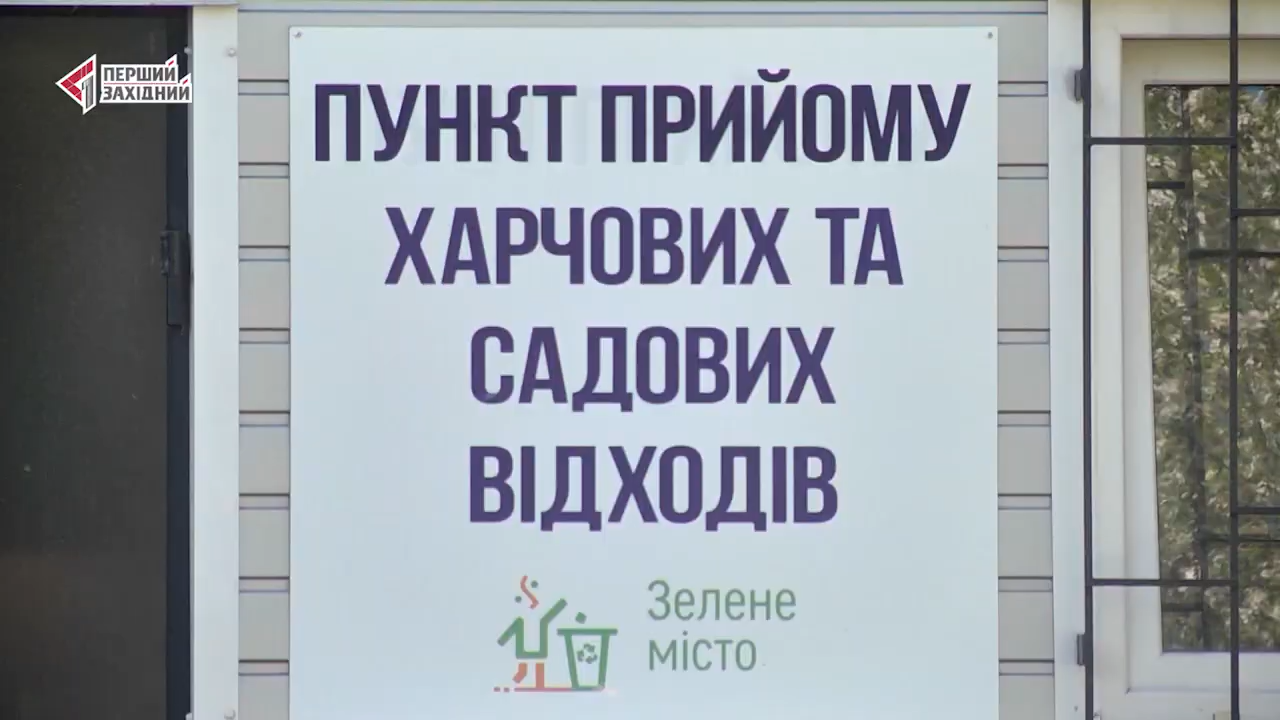 ПЕРШИЙ
ЗАХІДНИЙ
ПУНКТ ПРИЙОМУ
ХАРЧОВИХ ТА
САДОВИХ
ВІДХОДІВ
Зелене
місто